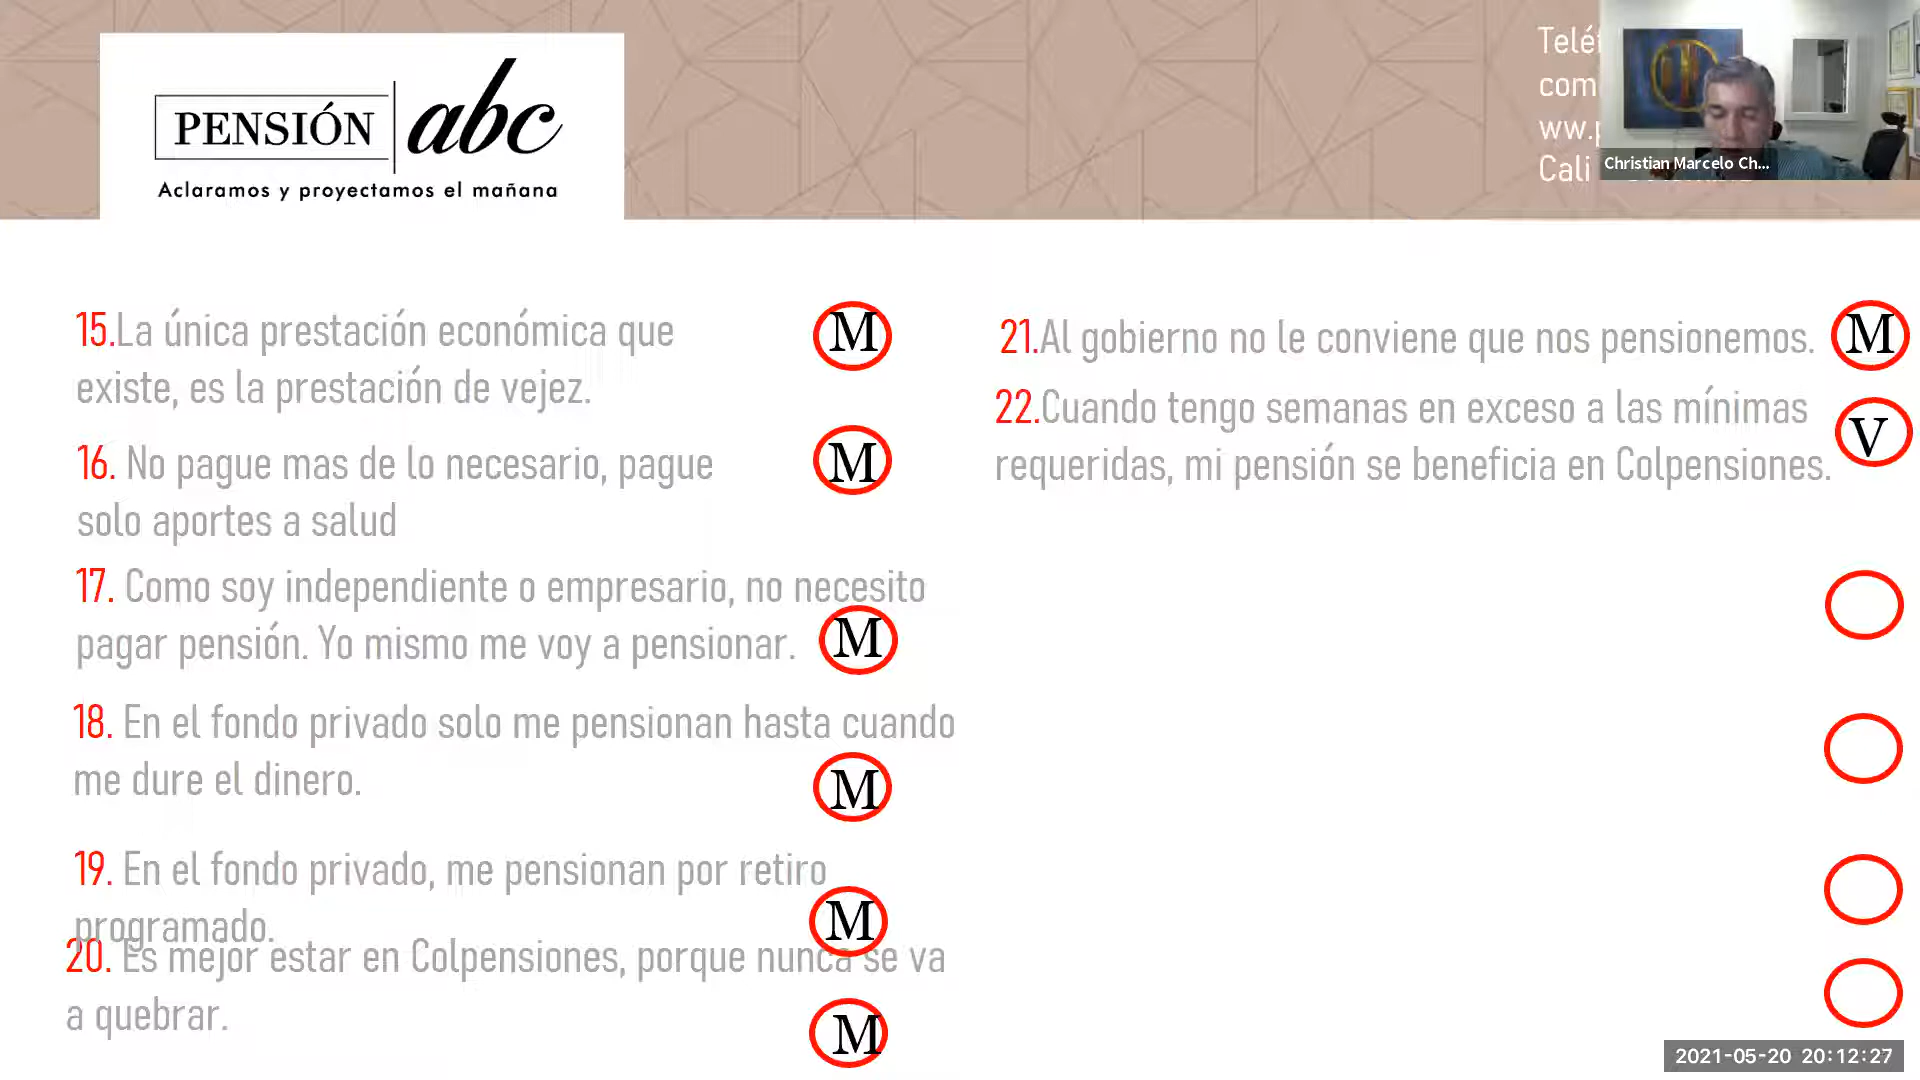 PENSIÓN abc
Aclaramos y proyectamos el mañana
Cali
Christian Marcelo Ch...
15.La única prestación económica que
existe, es la prestación de vejez.
M
16. No pague mas de lo necesario, pague
solo aportes a salud
M
17. Como soy independiente o empresario, no necesito
pagar pensión. Yo mismo me voy a pensionar.
M
18. En el fondo privado solo me pensionan hasta cuando
me dure el dinero.
M
19. En el fondo privado, me pensionan por retiro
programado.
M
20. Es mejor estar en Colpensiones, porque nunca se va
a quebrar.
M
21.Al gobierno no le conviene que nos pensionemos.
M
22.Cuando tengo semanas en exceso a las mínimas
requeridas, mi pensión se beneficia en Colpensiones.
V
2021-05-20 20:12:27